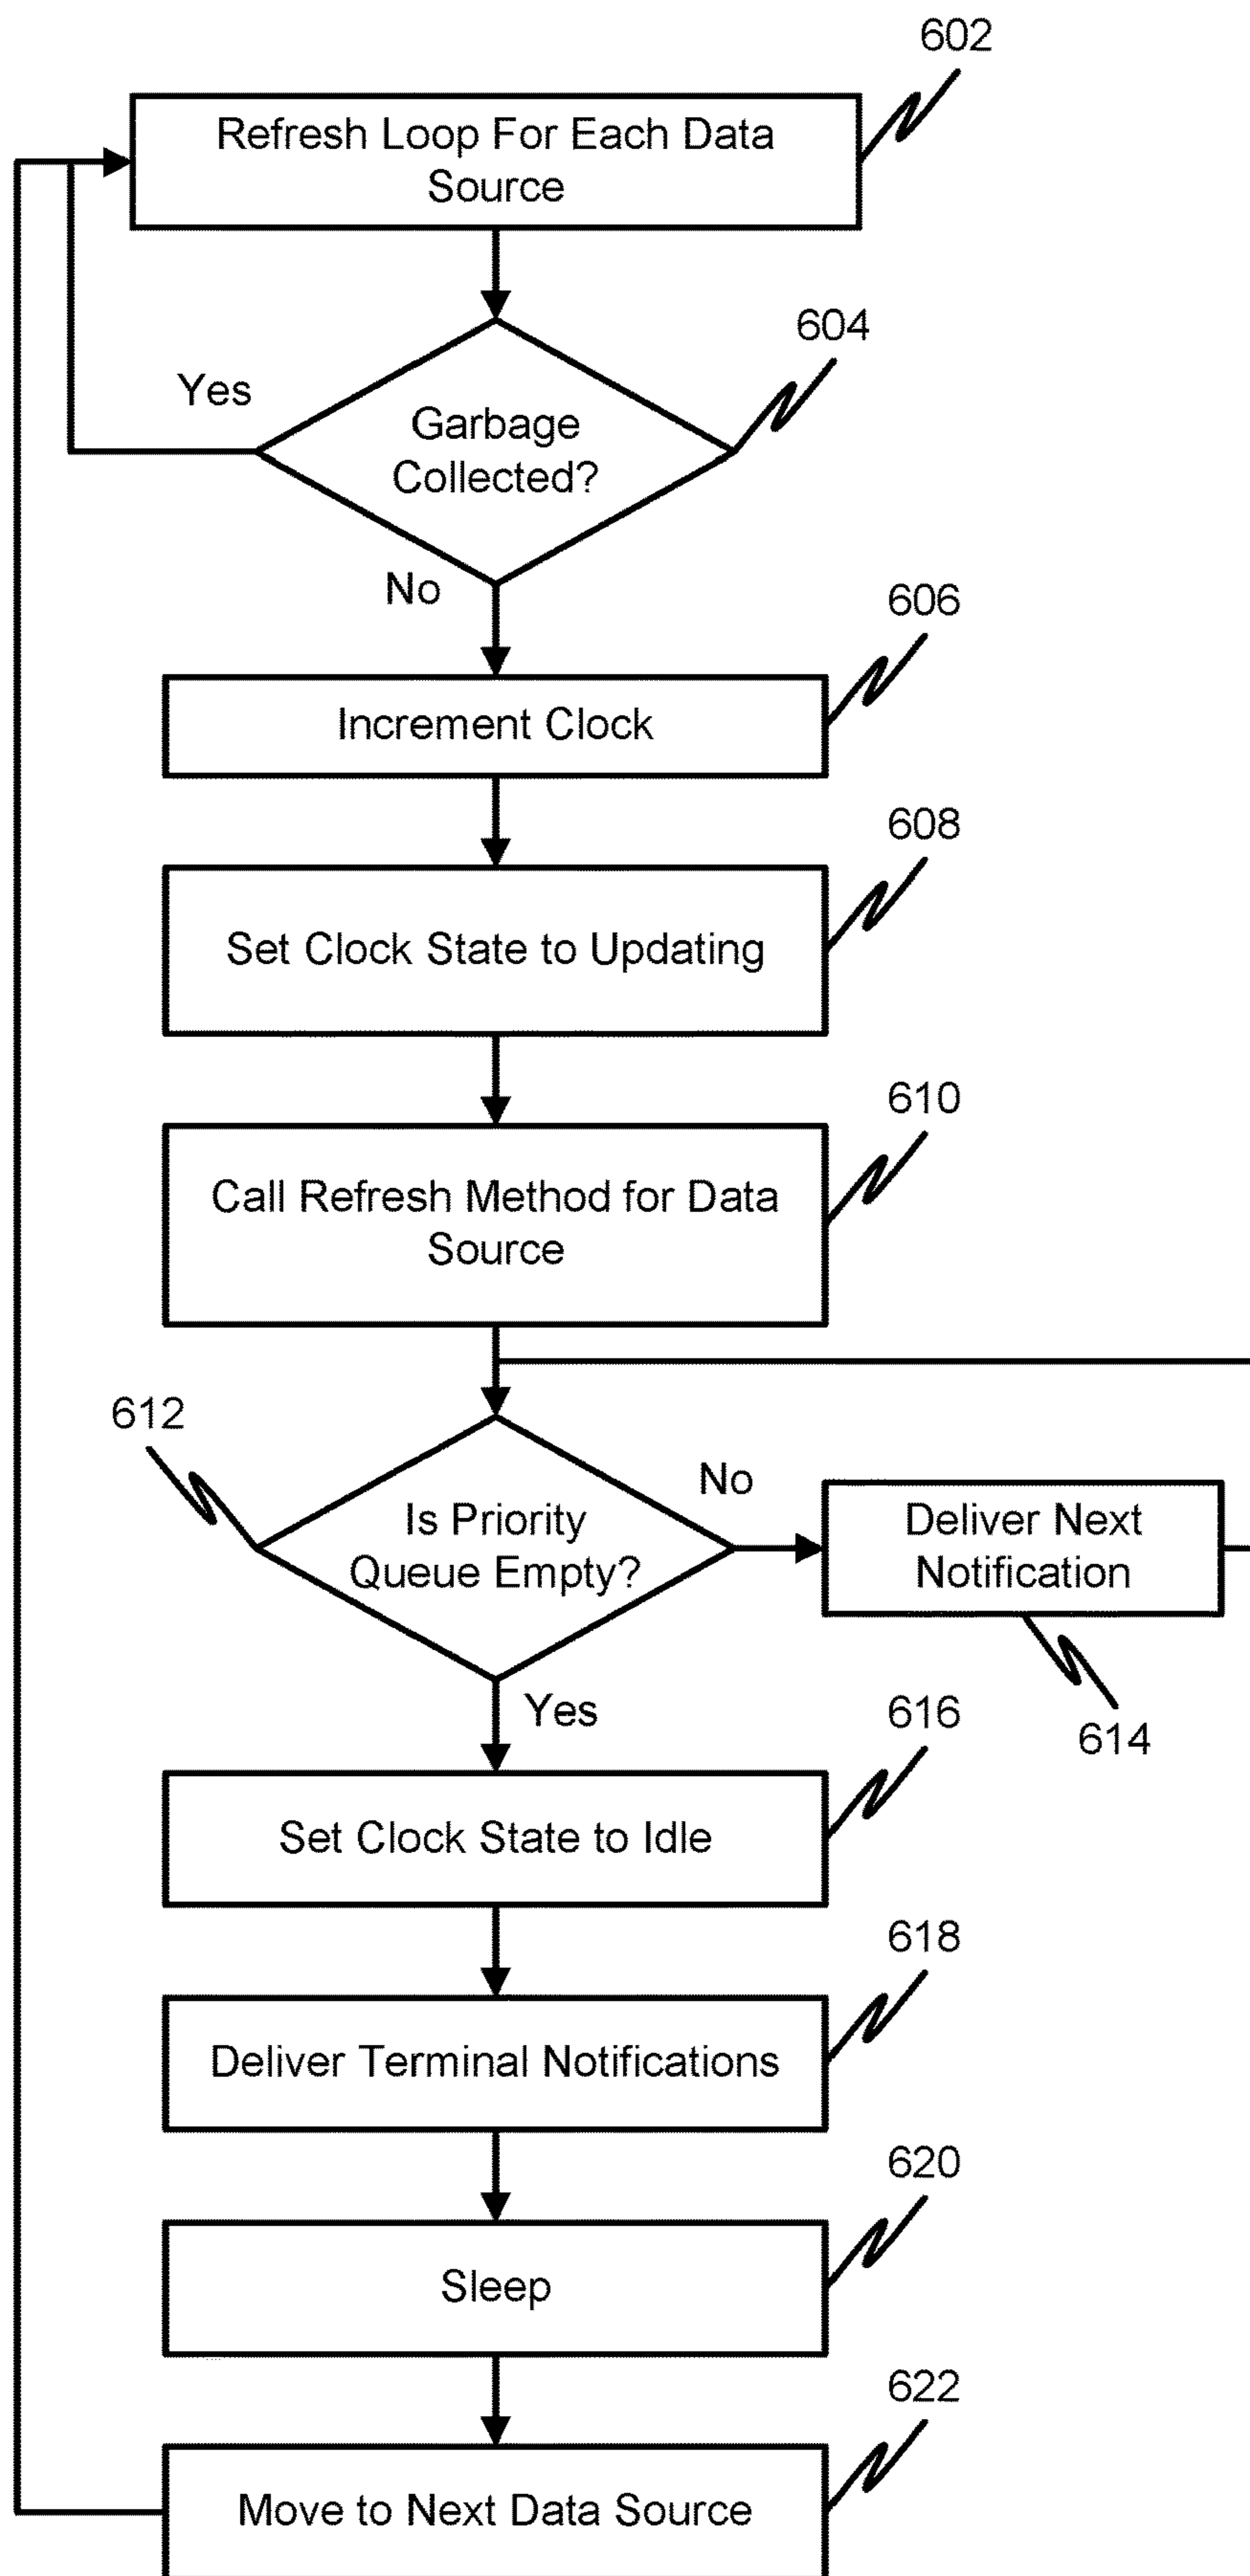 602
Refresh Loop For Each Data
Source
604
Yes
Garbage
Collected?
No
606
Increment Clock
608
Set Clock State to Updating
610
Call Refresh Method for Data
Source
612
No
Is Priority
Queue Empty?
Deliver Next
Notification
Yes
614
616
Set Clock State to Idle
618
Deliver Terminal Notifications
620
Sleep
622
Move to Next Data Source